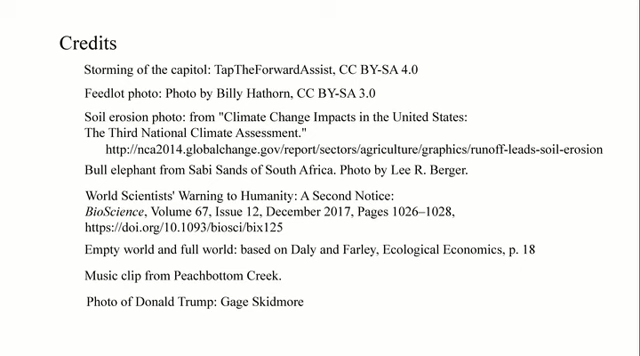 Credits
Storming of the capitol: TapTheForwardAssist, CC BY-SA 4.0
Feedlot photo: Photo by Billy Hathorn, CC BY-SA 3.0
Soil erosion photo: from "Climate Change Impacts in the United States:
The Third National Climate Assessment."
http://nca2014.globalchange.gov/report/sectors/agriculture/graphics/runoff-leads-soil-erosion
Bull elephant from Sabi Sands of South Africa. Photo by Lee R. Berger.
World Scientists' Warning to Humanity: A Second Notice:
BioScience, Volume 67, Issue 12, December 2017, Pages 1026–1028,
https://doi.org/10.1093/biosci/bix125
Empty world and full world: based on Daly and Farley, Ecological Economics, p. 18
Music clip from Peachbottom Creek.
Photo of Donald Trump: Gage Skidmore